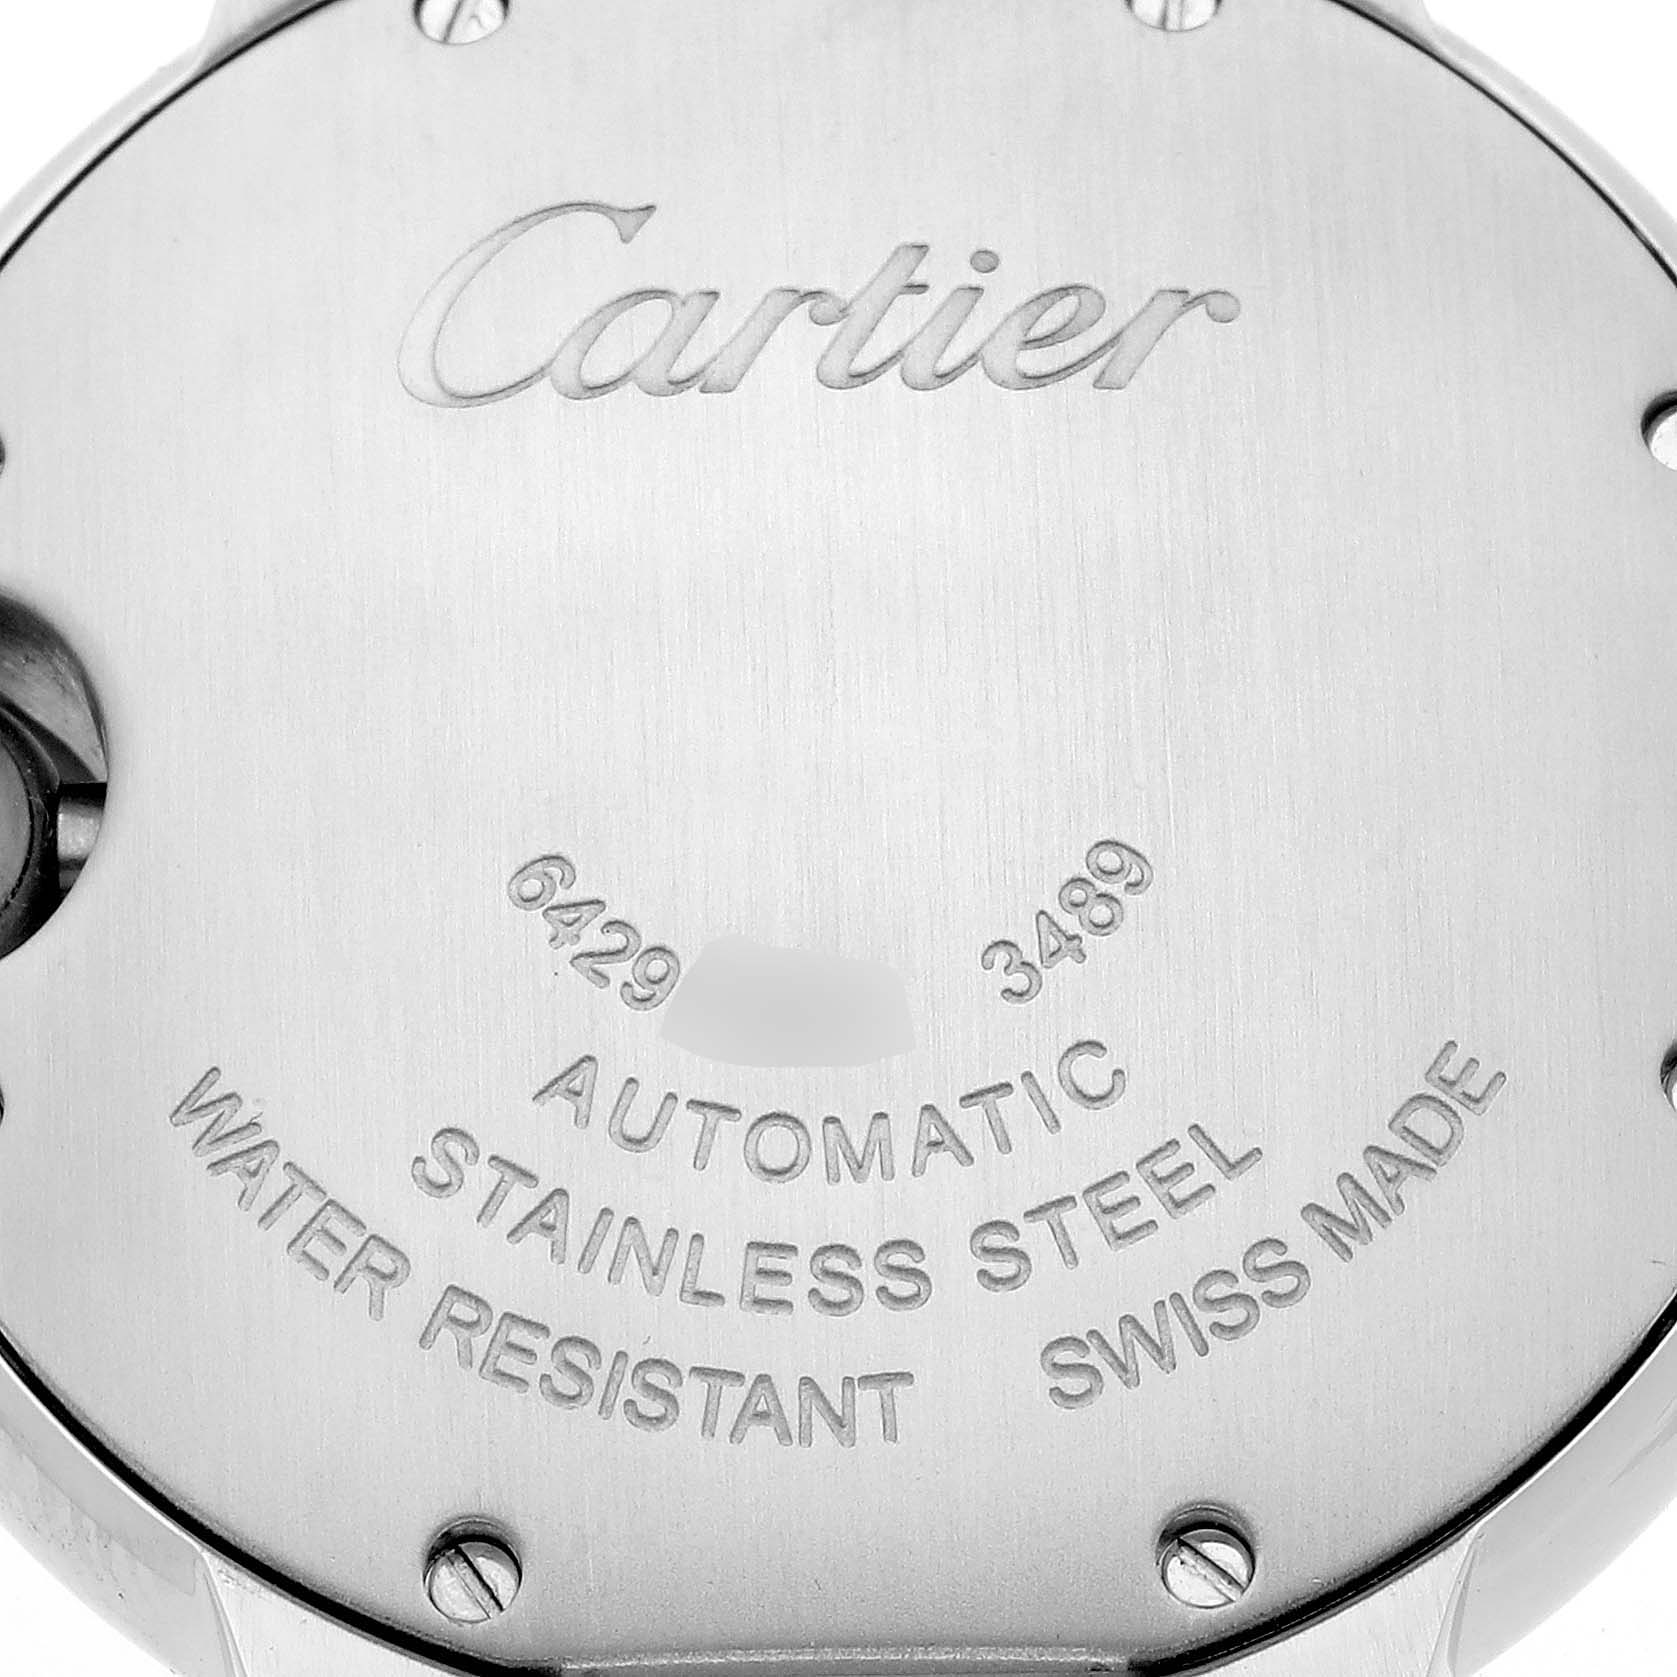 Cartier
6429 3489
AUTOMATIC
STAINLESS STEEL
WATER RESISTANT SWISS MADE